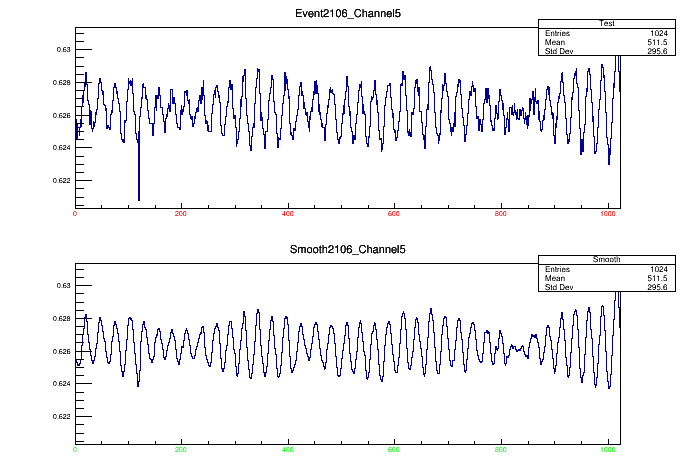 Event2106_Channel5
Test
Entries 1024
Mean 511.5
Std Dev 295.6
0.63
0.628
0.626
0.624
0.622
0 200 400 600 800 1000
Smooth2106_Channel5
Smooth
Entries 1024
Mean 511.5
Std Dev 295.6
0.63
0.628
0.626
0.624
0.622
0 200 400 600 800 1000